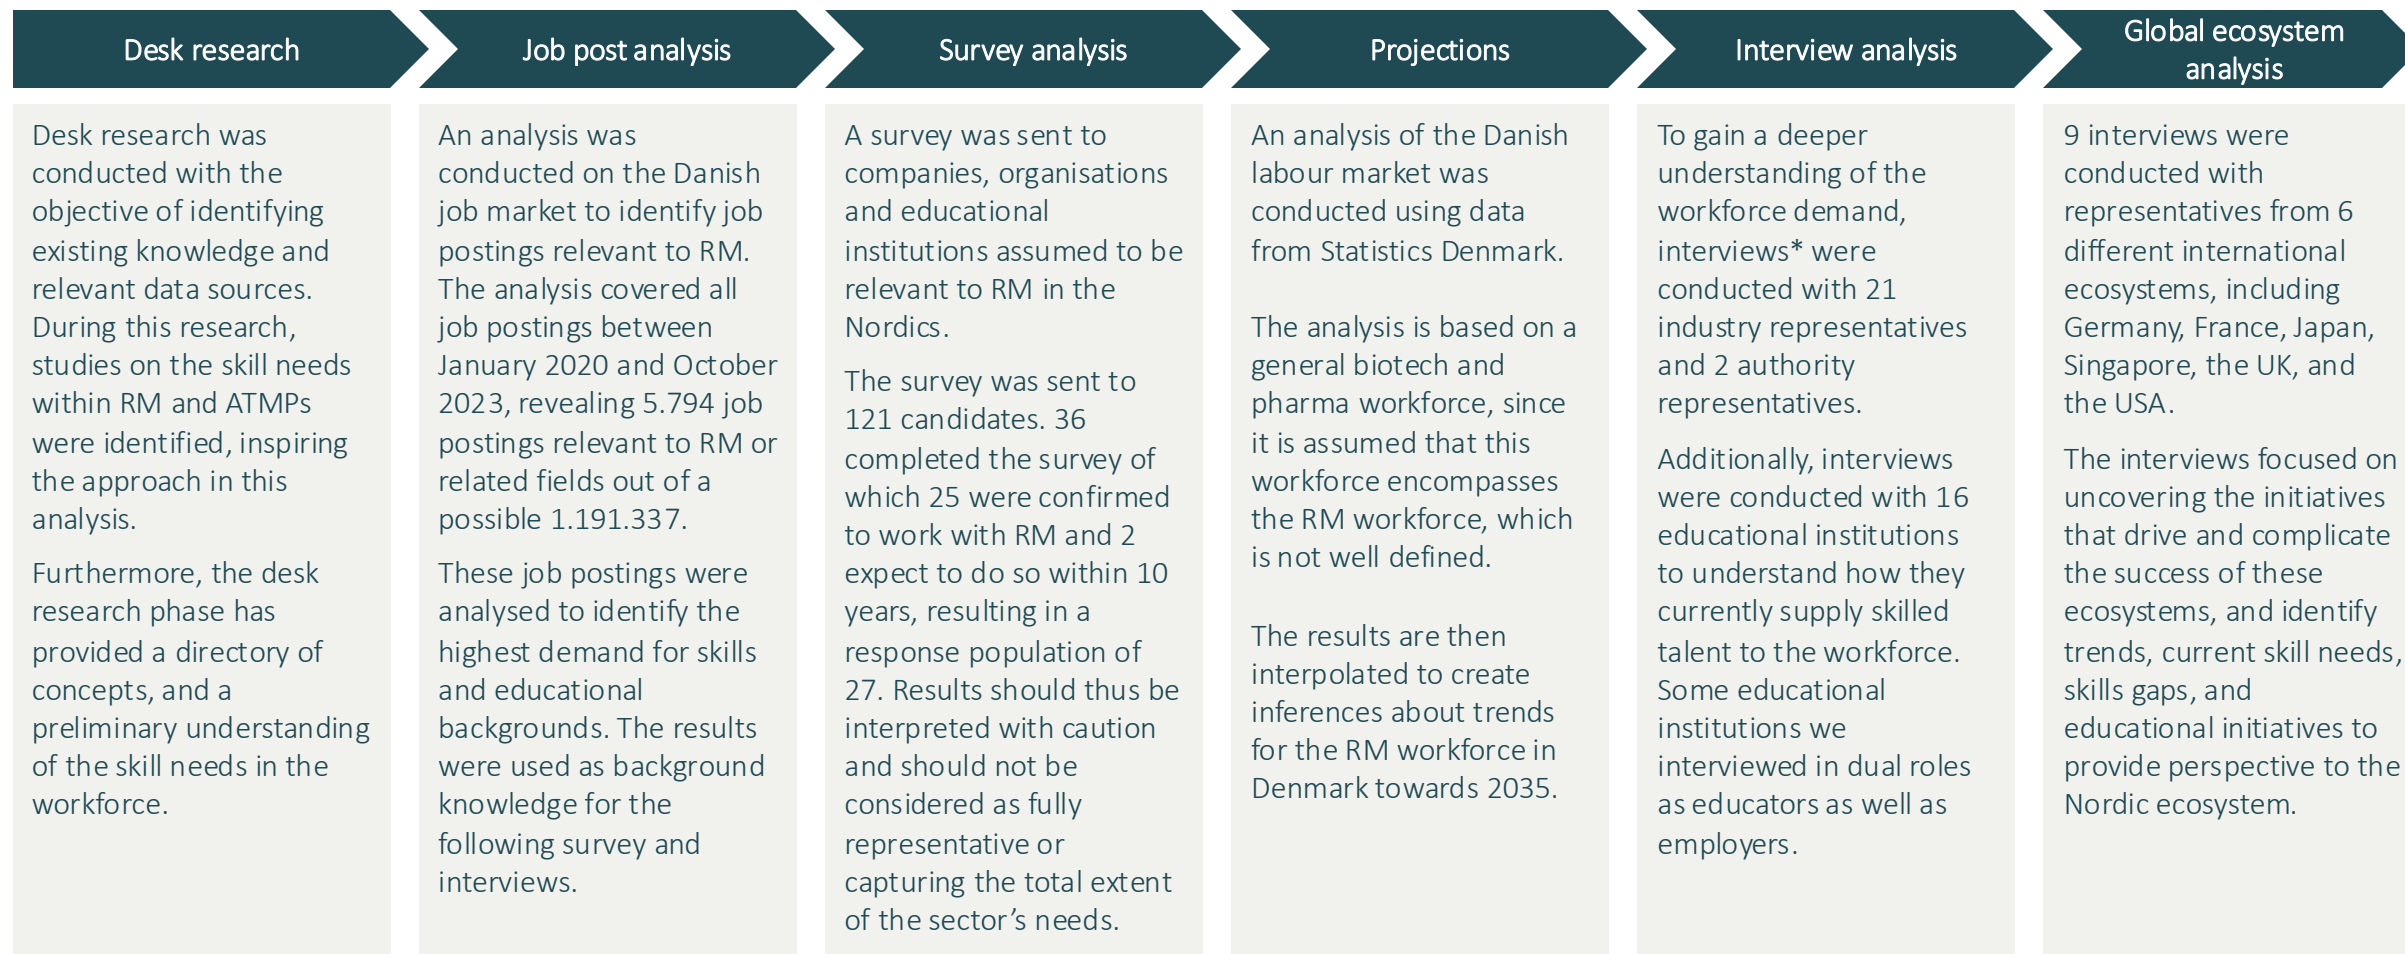 Desk research
Desk research was
conducted with the
objective of identifying
existing knowledge and
relevant data sources.
During this research,
studies on the skill needs
within RM and ATMPs
were identified, inspiring
the approach in this
analysis.
Furthermore, the desk
research phase has
provided a directory of
concepts, and a
preliminary understanding
of the skill needs in the
workforce.
Job post analysis
An analysis was
conducted on the Danish
job market to identify job
postings relevant to RM.
The analysis covered all
job postings between
January 2020 and October
2023, revealing 5.794 job
postings relevant to RM or
related fields out of a
possible 1.191.337.
These job postings were
analysed to identify the
highest demand for skills
and educational
backgrounds. The results
were used as background
knowledge for the
following survey and
interviews.
Survey analysis
A survey was sent to
companies, organisations
and educational
institutions assumed to be
relevant to RM in the
Nordics.
The survey was sent to
121 candidates. 36
completed the survey of
which 25 were confirmed
to work with RM and 2
expect to do so within 10
years, resulting in a
response population of
27. Results should thus be
interpreted with caution
and should not be
considered as fully
representative or
capturing the total extent
of the sector’s needs.
Projections
An analysis of the Danish
labour market was
conducted using data
from Statistics Denmark.
The analysis is based on a
general biotech and
pharma workforce, since
it is assumed that this
workforce encompasses
the RM workforce, which
is not well defined.
The results are then
interpolated to create
inferences about trends
for the RM workforce in
Denmark towards 2035.
Interview analysis
To gain a deeper
understanding of the
workforce demand,
interviews* were
conducted with 21
industry representatives
and 2 authority
representatives.
Additionally, interviews
were conducted with 16
educational institutions
to understand how they
currently supply skilled
talent to the workforce.
Some educational
institutions we
interviewed in dual roles
as educators as well as
employers.
Global ecosystem
analysis
9 interviews were
conducted with
representatives from 6
different international
ecosystems, including
Germany, France, Japan,
Singapore, the UK, and
the USA.
The interviews focused on
uncovering the initiatives
that drive and complicate
the success of these
ecosystems, and identify
trends, current skill needs,
skills gaps, and
educational initiatives to
provide perspective to the
Nordic ecosystem.